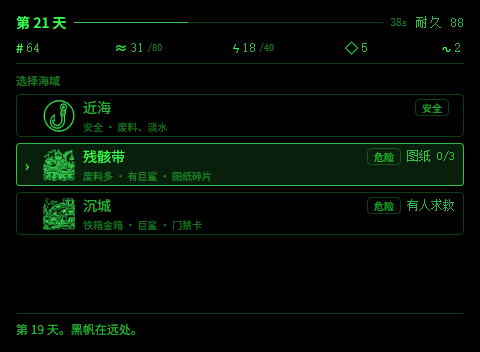 第 21 天 38s 耐久 88
# 64 ≈ 31 /80 ϟ 18 /40 ◇ 5 ∿ 2
选择海域
近海 安全
安全 · 废料、淡水
› 残骸带 危险 图纸 0/3
废料多 · 有巨鲨 · 图纸碎片
沉城 危险 有人求救
铁箱金箱 · 巨鲨 · 门禁卡
第 19 天。黑帆在远处。